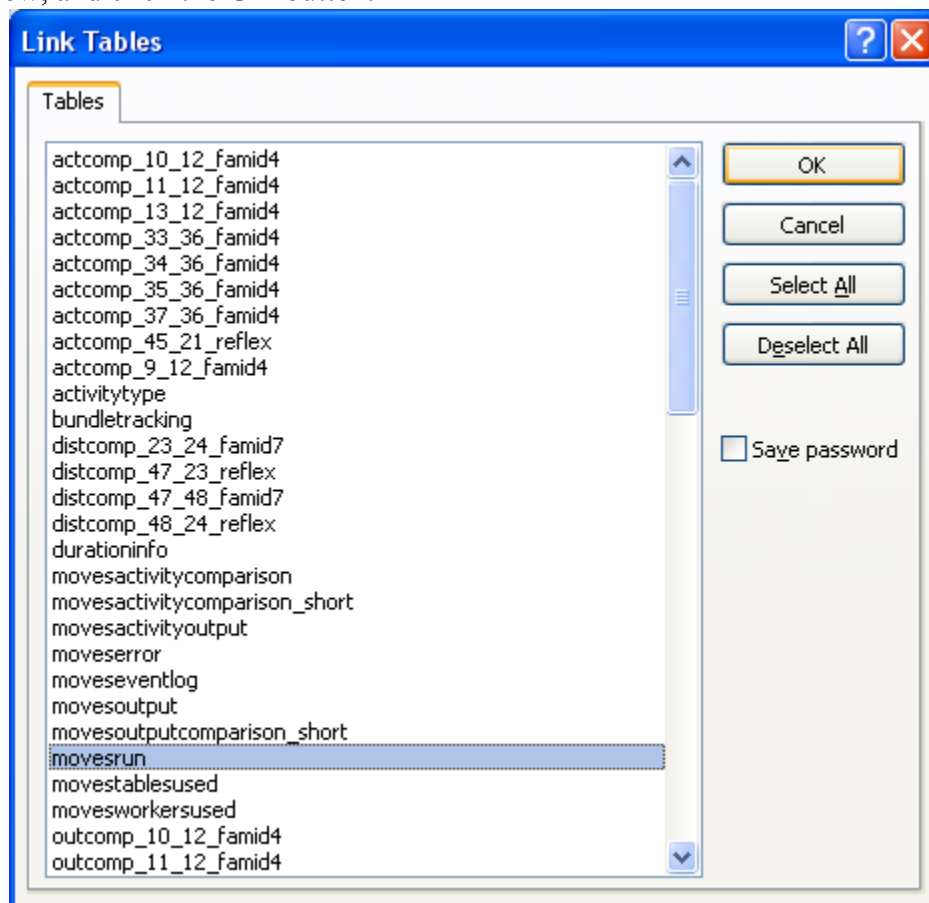 Link Tables
Tables
actcomp_10_12_famid4
actcomp_11_12_famid4
actcomp_13_12_famid4
actcomp_33_36_famid4
actcomp_34_36_famid4
actcomp_35_36_famid4
actcomp_37_36_famid4
actcomp_45_21_reflex
actcomp_9_12_famid4
activitytype
bundletracking
distcomp_23_24_famid7
distcomp_47_23_reflex
distcomp_47_48_famid7
distcomp_48_24_reflex
durationinfo
movesactivitycomparison
movesactivitycomparison_short
movesactivityoutput
moveserror
moveseventlog
movesoutput
movesoutputcomparison_short
movesrun
movestablesused
movesworkersused
outcomp_10_12_famid4
outcomp_11_12_famid4
OK
Cancel
Select All
Deselect All
Save password